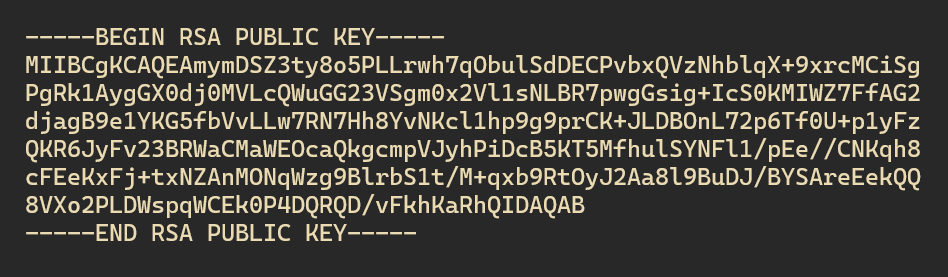 -----BEGIN RSA PUBLIC KEY-----
MIIBCgKCAQEAmymDSZ3ty8o5PLLrwh7qObulSdDECPvbxQVzNhblqX+9xrcMCiSg
PgRk1AygGX0dj0MVLcQWuGG23VSgm0x2Vl1sNLBR7pwgGsig+IcS0KMIWZ7FfAG2
djagB9e1YKG5fbVvLLw7RN7Hh8YvNKcl1hp9g9prCK+JLDBOnL72p6Tf0U+p1yFz
QKR6JyFv23BRWaCMaWEOcaQkgcmpVJyhPiDcB5KT5MfhulSYNFl1/pEe//CNKqh8
cFEeKxFj+txNZAnMONqWzg9BlrbS1t/M+qxb9RtOyJ2Aa8l9BuDJ/BYSAreEekQQ
8VXo2PLDWspqWCEk0P4DQRQD/vFkhKaRhQIDAQAB
-----END RSA PUBLIC KEY-----